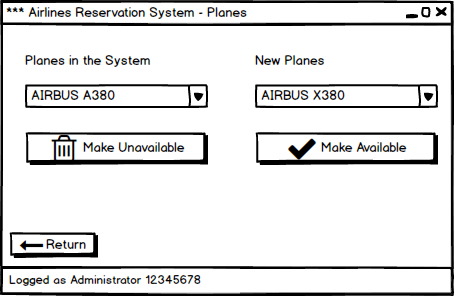 *** Airlines Reservation System - Planes
Planes in the System
New Planes
AIRBUS A380
AIRBUS X380
Make Unavailable
Make Available
Return
Logged as Administrator 12345678